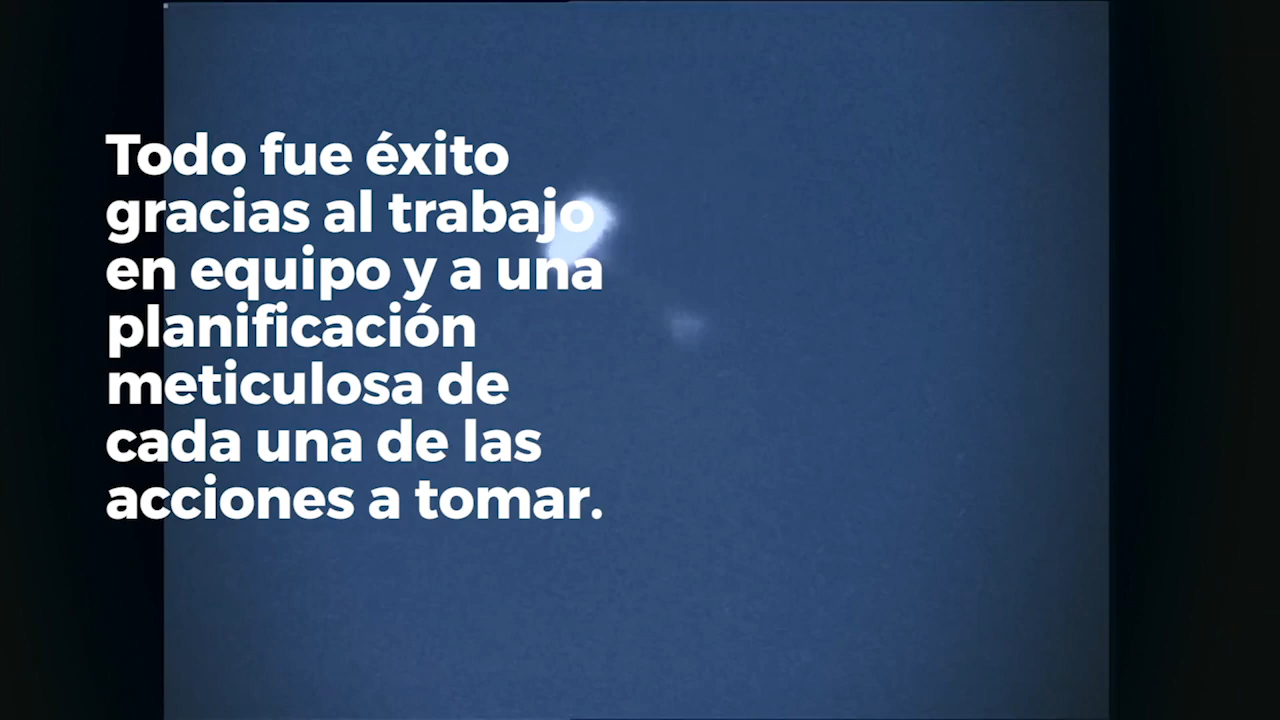 Todo fue éxito
gracias al trabajo
en equipo y a una
planificación
meticulosa de
cada una de las
acciones a tomar.